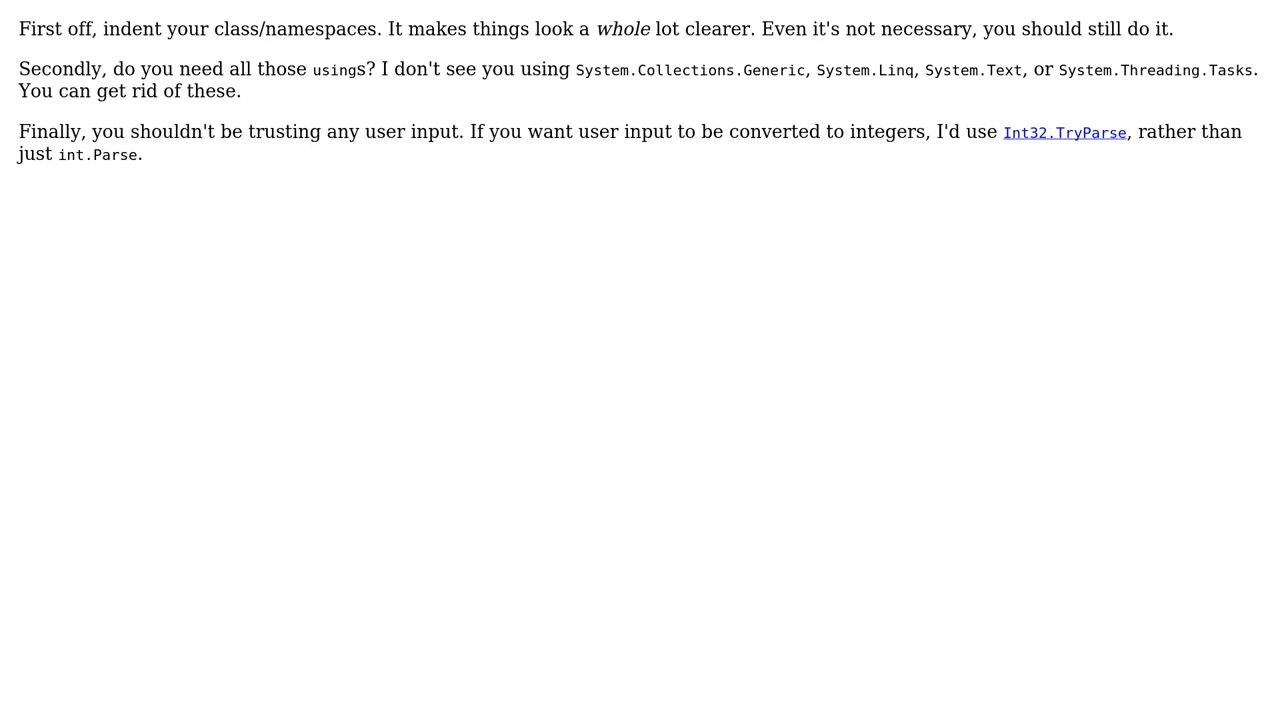 First off, indent your class/namespaces. It makes things look a whole lot clearer. Even it's not necessary, you should still do it.
Secondly, do you need all those usings? I don't see you using System.Collections.Generic, System.Linq, System.Text, or System.Threading.Tasks.
You can get rid of these.
Finally, you shouldn't be trusting any user input. If you want user input to be converted to integers, I'd use Int32.TryParse, rather than
just int.Parse.